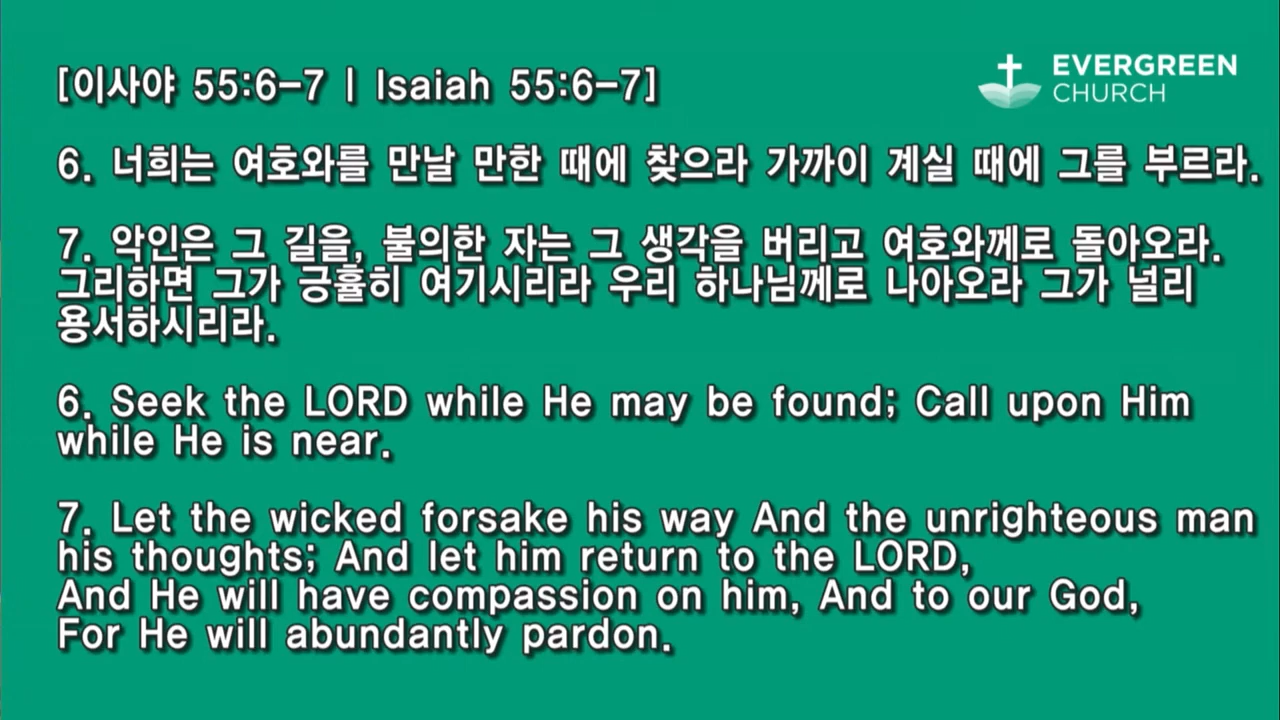 [이사야 55:6-7 | Isaiah 55:6-7]
EVERGREEN
CHURCH
6. 너희는 여호와를 만날 만한 때에 찾으라 가까이 계실 때에 그를 부르라.
7. 악인은 그 길을, 불의한 자는 그 생각을 버리고 여호와께로 돌아오라.
그리하면 그가 긍휼히 여기시리라 우리 하나님께로 나아오라 그가 널리
용서하시리라.
6. Seek the LORD while He may be found; Call upon Him
while He is near.
7. Let the wicked forsake his way And the unrighteous man
his thoughts; And let him return to the LORD,
And He will have compassion on him, And to our God,
For He will abundantly pardon.